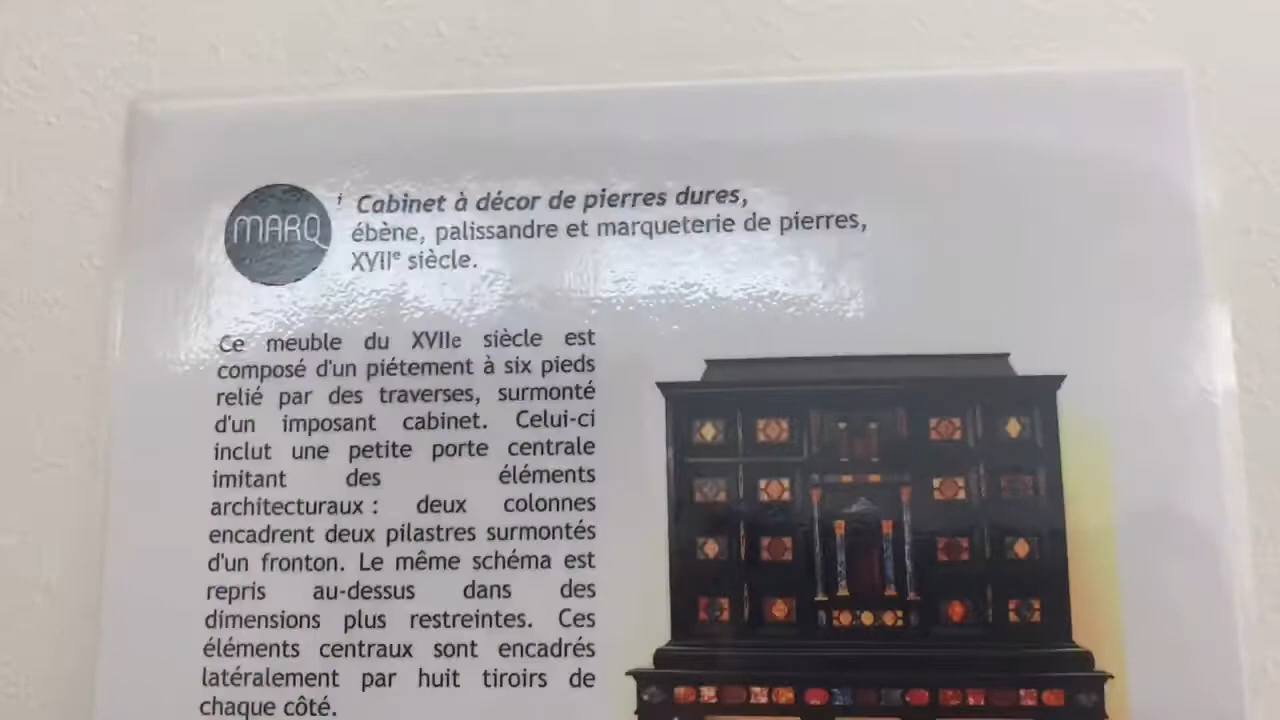 MARQ
Cabinet à décor de pierres dures,
ébène, palissandre et marqueterie de pierres,
XVIIe siècle.
Ce meuble du XVIIe siècle est
composé d'un piétement à six pieds
relié par des traverses, surmonté
d'un imposant cabinet. Celui-ci
inclut une petite porte centrale
imitant des éléments
architecturaux : deux colonnes
encadrent deux pilastres surmontés
d'un fronton. Le même schéma est
repris au-dessus dans des
dimensions plus restreintes. Ces
éléments centraux sont encadrés
latéralement par huit tiroirs de
chaque côté.